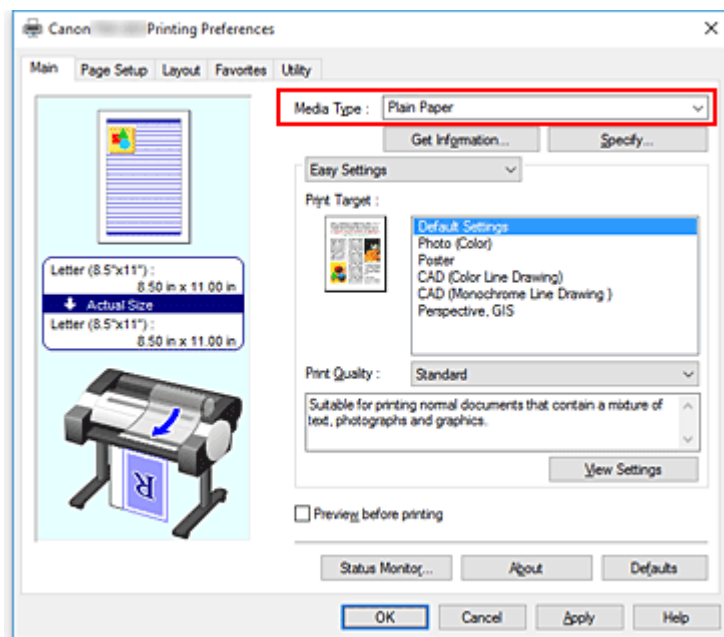 Canon Printing Preferences
Main Page Setup Layout Favorites Utility
Media Type : Plain Paper
Get Information... Specify...
Easy Settings
Print Target :
Default Settings
Photo (Color)
Poster
CAD (Color Line Drawing)
CAD (Monochrome Line Drawing )
Perspective, GIS
Letter (8.5"x11") :
8.50 in x 11.00 in
Actual Size
Letter (8.5"x11") :
8.50 in x 11.00 in
R
Print Quality : Standard
Suitable for printing normal documents that contain a mixture of
text, photographs and graphics.
View Settings
Preview before printing
Status Monitor... About Defaults
OK Cancel Apply Help